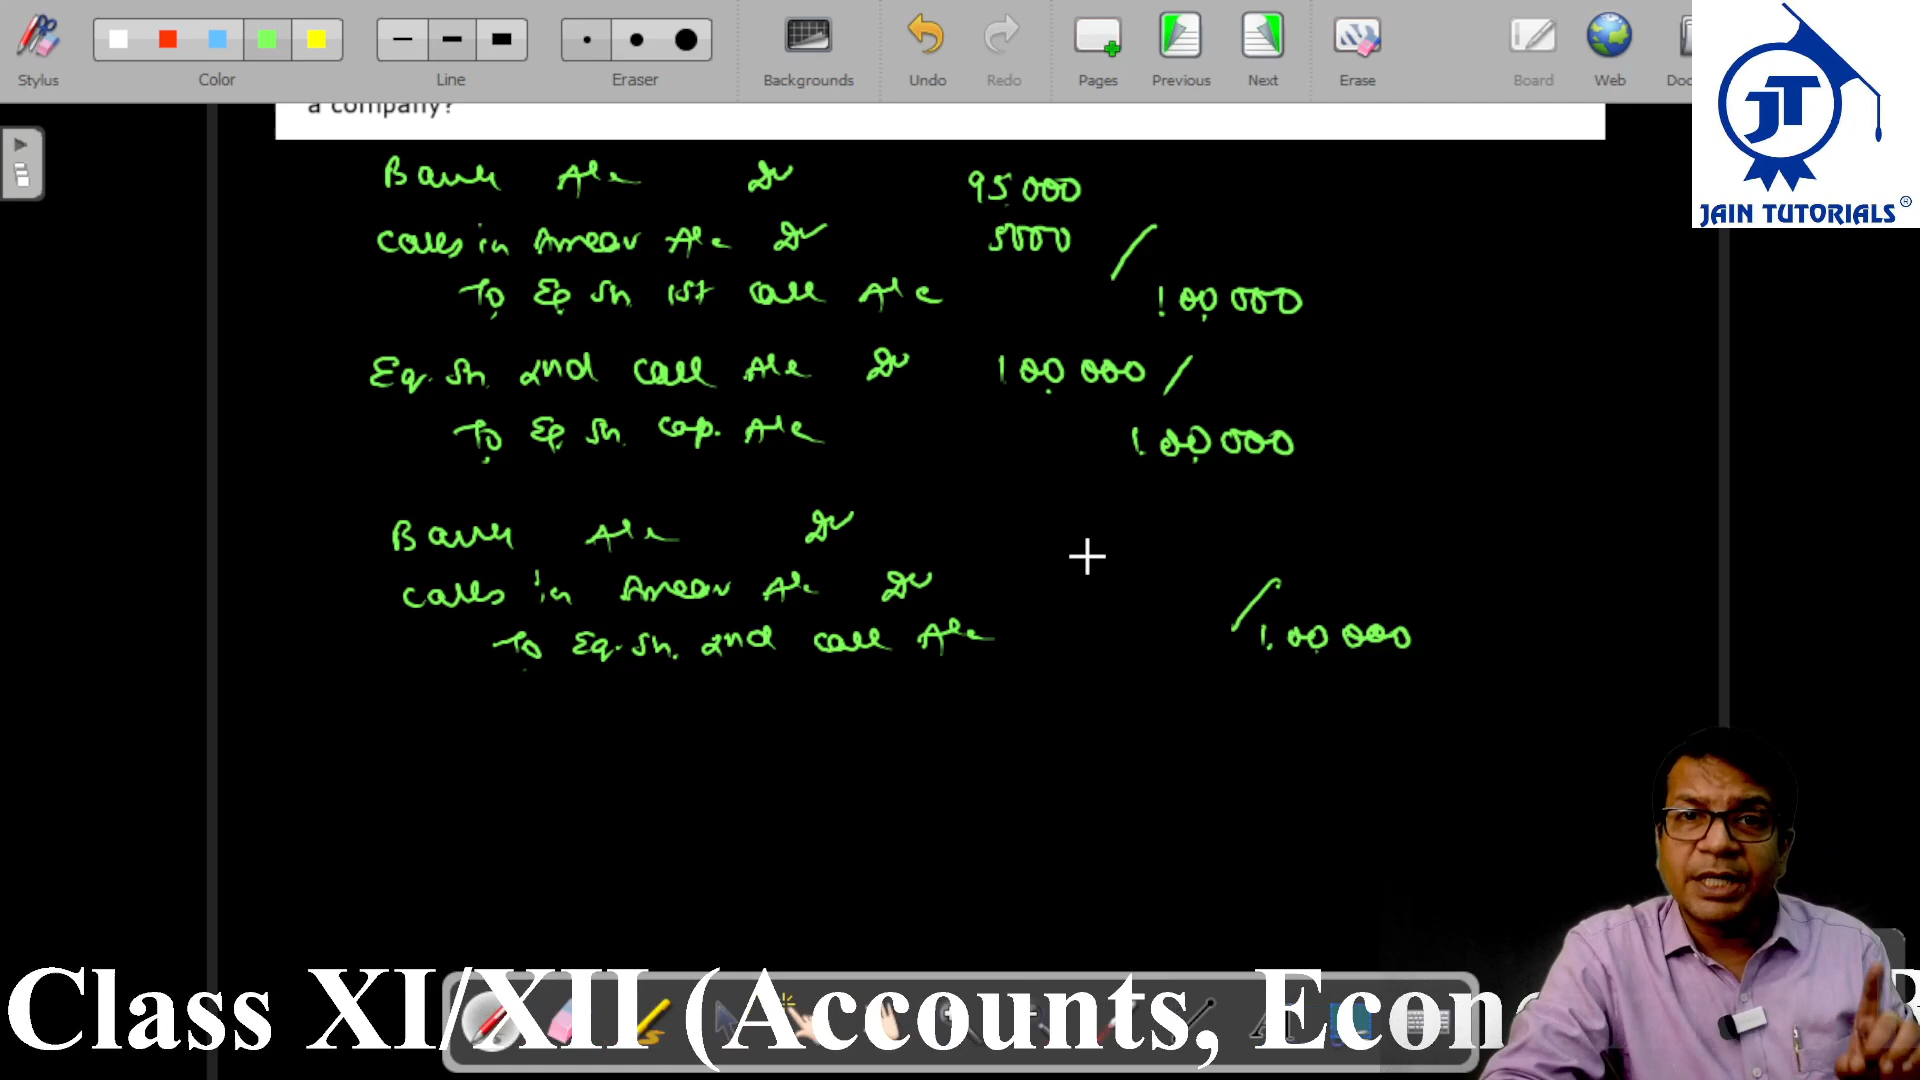 Stylus
Color
Line
Eraser
Backgrounds
Undo
Redo
Pages
Previous
Next
Erase
Board
Web
JT
JAIN TUTORIALS®
a company?
Bank A/c Dr 95000
Calls in Arrear A/c Dr 5000 /
To Eq Sh 1st call A/c 1,00,000
Eq. Sh. 2nd call A/c Dr 1,00,000 /
To Eq Sh. cap. A/c 1,00,000
Bank A/c Dr
Calls in Arrear A/c Dr /
To Eq. Sh. 2nd call A/c 1,00,000
Class XI/XII (Accounts, Econ